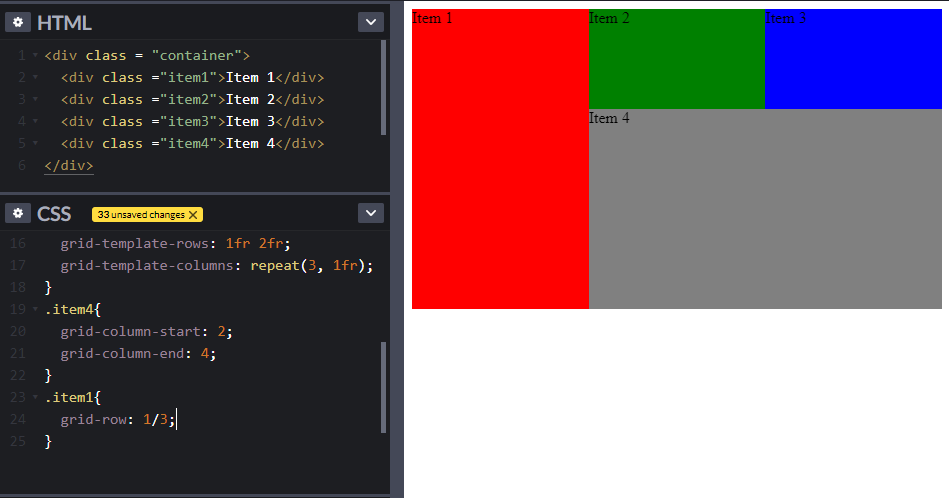 HTML
1 <div class = "container">
2 <div class ="item1">Item 1</div>
3 <div class ="item2">Item 2</div>
4 <div class ="item3">Item 3</div>
5 <div class ="item4">Item 4</div>
6 </div>
CSS 33 unsaved changes X
16 grid-template-rows: 1fr 2fr;
17 grid-template-columns: repeat(3, 1fr);
18 }
19 .item4{
20 grid-column-start: 2;
21 grid-column-end: 4;
22 }
23 .item1{
24 grid-row: 1/3;
25 }
Item 1 Item 2 Item 3
Item 4